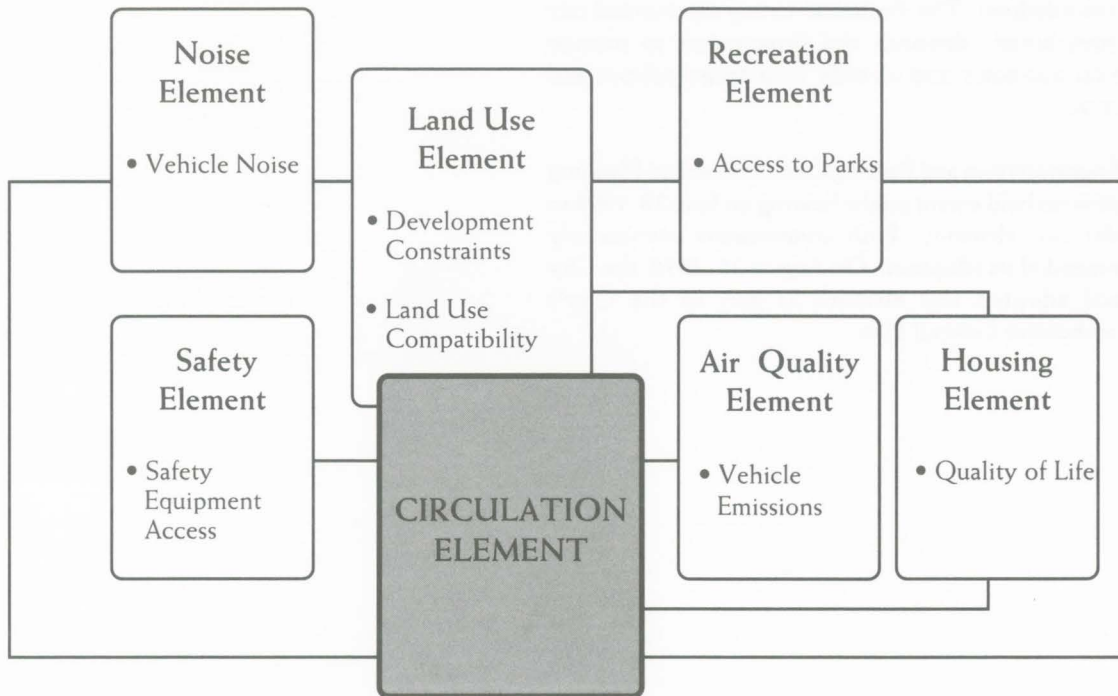 Noise
Element
• Vehicle Noise
Land Use
Element
• Development
Constraints
• Land Use
Compatibility
Recreation
Element
• Access to Parks
Safety
Element
• Safety
Equipment
Access
CIRCULATION
ELEMENT
Air Quality
Element
• Vehicle
Emissions
Housing
Element
• Quality of Life